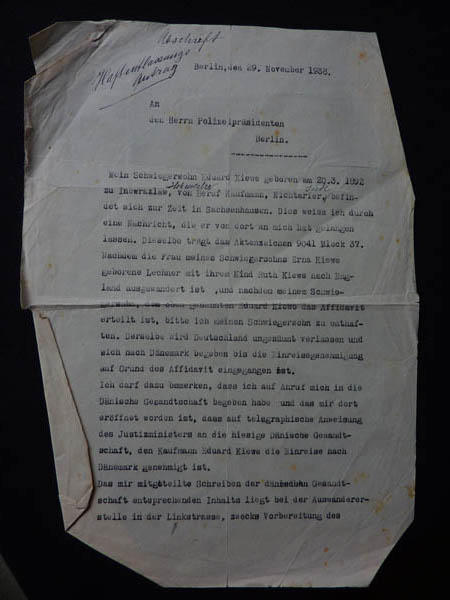 Abschrift
Haftentlassungs
Antrag
Berlin, den 29. November 1938.
An
den Herrn Polizeipräsidenten
Berlin.
Mein Schwiegersohn Eduard Kiewe geboren am 20.3. 1892
zu Inowrazlaw, von Beruf Kaufmann, Nichtarier, befin-
det sich zur Zeit in Sachsenhausen. Dies weiss ich durch
eine Nachricht, die er von dort an mich hat gelangen
lassen. Dieselbe trägt das Aktenzeichen 9041 Block 37.
Nachdem die Frau meines Schwiegersohns Erna Kiewe
geborene Lechner mit ihrem Kind Ruth Kiewe nach Eng-
land ausgewandert ist ,und nachdem meinem Schwie-
gersohn, dem oben genannten Eduard Kiewe das Affidavit
erteilt ist, bitte ich meinen Schwiegersohn zu enthaf-
ten. Derselbe wird Deutschland ungesäumt verlassen und
sich nach Dänemark begeben bis die Einreisegenehmigung
auf Grund des Affidavit eingegangen ist.
Ich darf dazu bemerken, dass ich auf Anruf mich in die
Dänische Gesandtschaft begeben habe und das mir dort
eröffnet worden ist, dass auf telegraphische Anweisung
des Justizministers an die hiesige Dänische Gesandt-
schaft, den Kaufmann Eduard Kiewe die Einreise nach
Dänemark genehmigt ist.
Das mir mitgeteilte Schreiben der dänischen Gesandt-
schaft entsprechenden Inhalts liegt bei der Auswanderer-
stelle in der Linkstrasse, zwecks Vorbereitung des